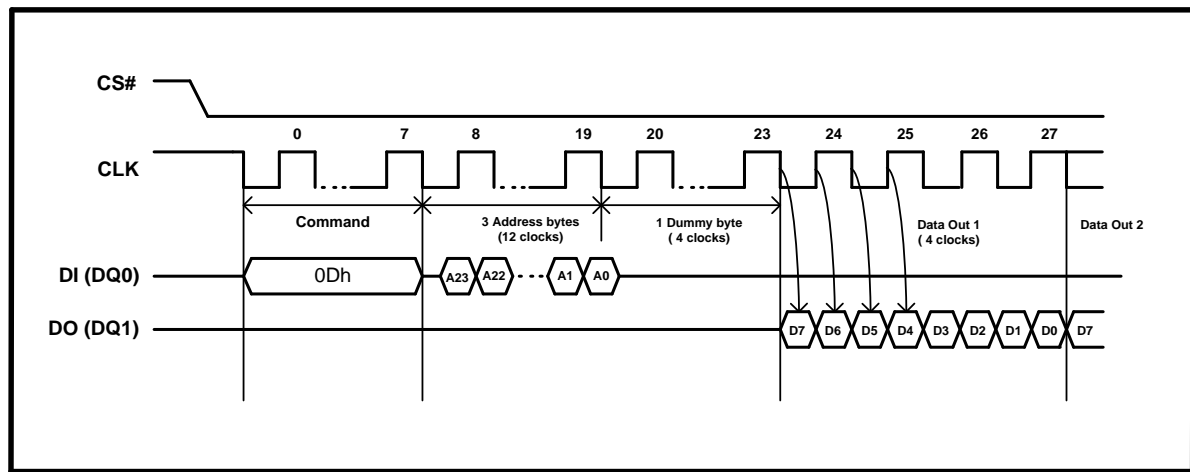 CS#
0 7 8 19 20 23 24 25 26 27
CLK
Command
3 Address bytes
(12 clocks)
1 Dummy byte
( 4 clocks)
Data Out 1
( 4 clocks)
Data Out 2
DI (DQ0)
0Dh
A23 A22 A1 A0
DO (DQ1)
D7 D6 D5 D4 D3 D2 D1 D0 D7